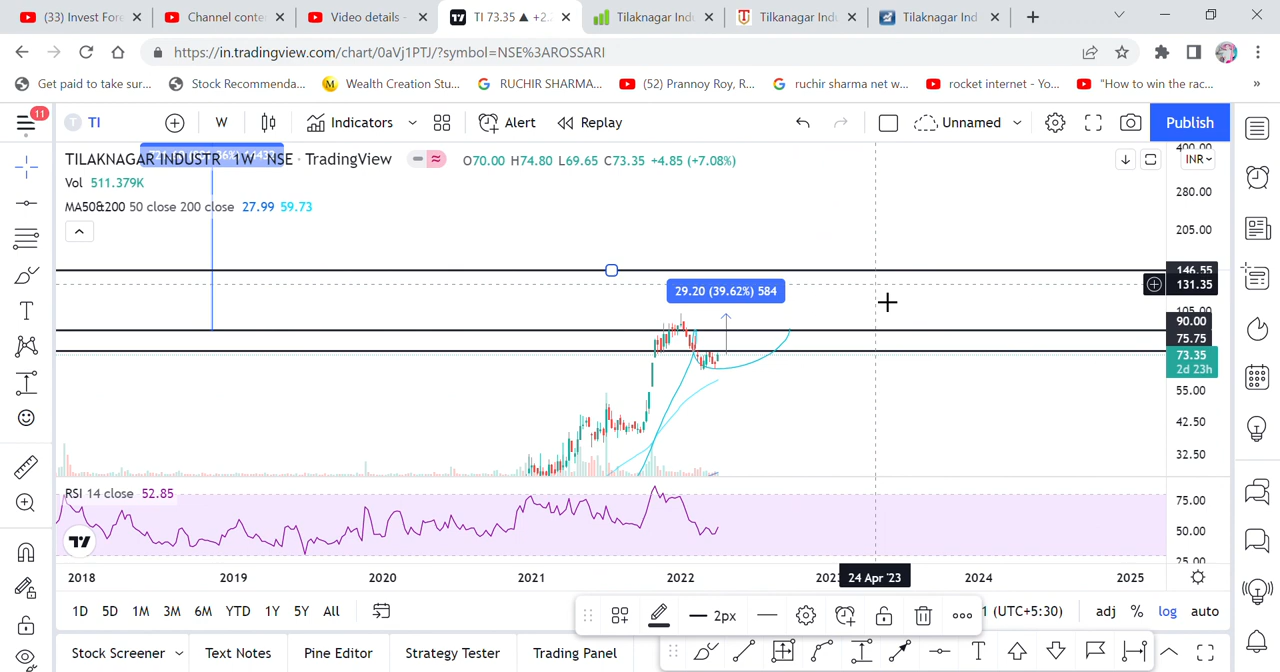 (33) Invest For
Channel conte
Video details -
TI 73.35 ▲ +2.
Tilaknagar Indu
Tilkanagar Indu
Tilaknagar Ind
https://in.tradingview.com/chart/0aVj1PTJ/?symbol=NSE%3AROSSARI
Get paid to take sur...
Stock Recommenda...
Wealth Creation Stu...
RUCHIR SHARMA...
(52) Prannoy Roy, R...
ruchir sharma net w...
rocket internet - Yo...
"How to win the rac...
»
11
TI
W
Indicators
Alert
Replay
Unnamed
Publish
TILAKNAGAR INDUSTR 1W NSE · TradingView
O70.00 H74.80 L69.65 C73.35 +4.85 (+7.08%)
INR
Vol 511.379K
MA50&200 50 close 200 close 27.99 59.73
400.00
280.00
205.00
146.55
131.35
105.00
90.00
75.75
73.35
2d 23h
55.00
42.50
32.50
29.20 (39.62%) 584
RSI 14 close 52.85
75.00
50.00
25.00
2018
2019
2020
2021
2022
2023
24 Apr '23
2024
2025
1D
5D
1M
3M
6M
YTD
1Y
5Y
All
2px
1 (UTC+5:30)
adj
%
log
auto
Stock Screener
Text Notes
Pine Editor
Strategy Tester
Trading Panel